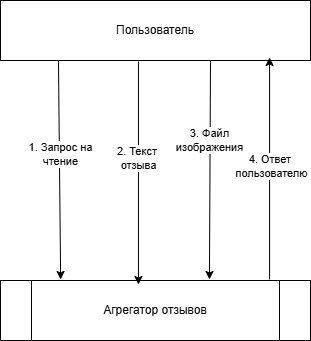 Пользователь
1. Запрос на
чтение
2. Текст
отзыва
3. Файл
изображения
4. Ответ
пользователю
Агрегатор отзывов